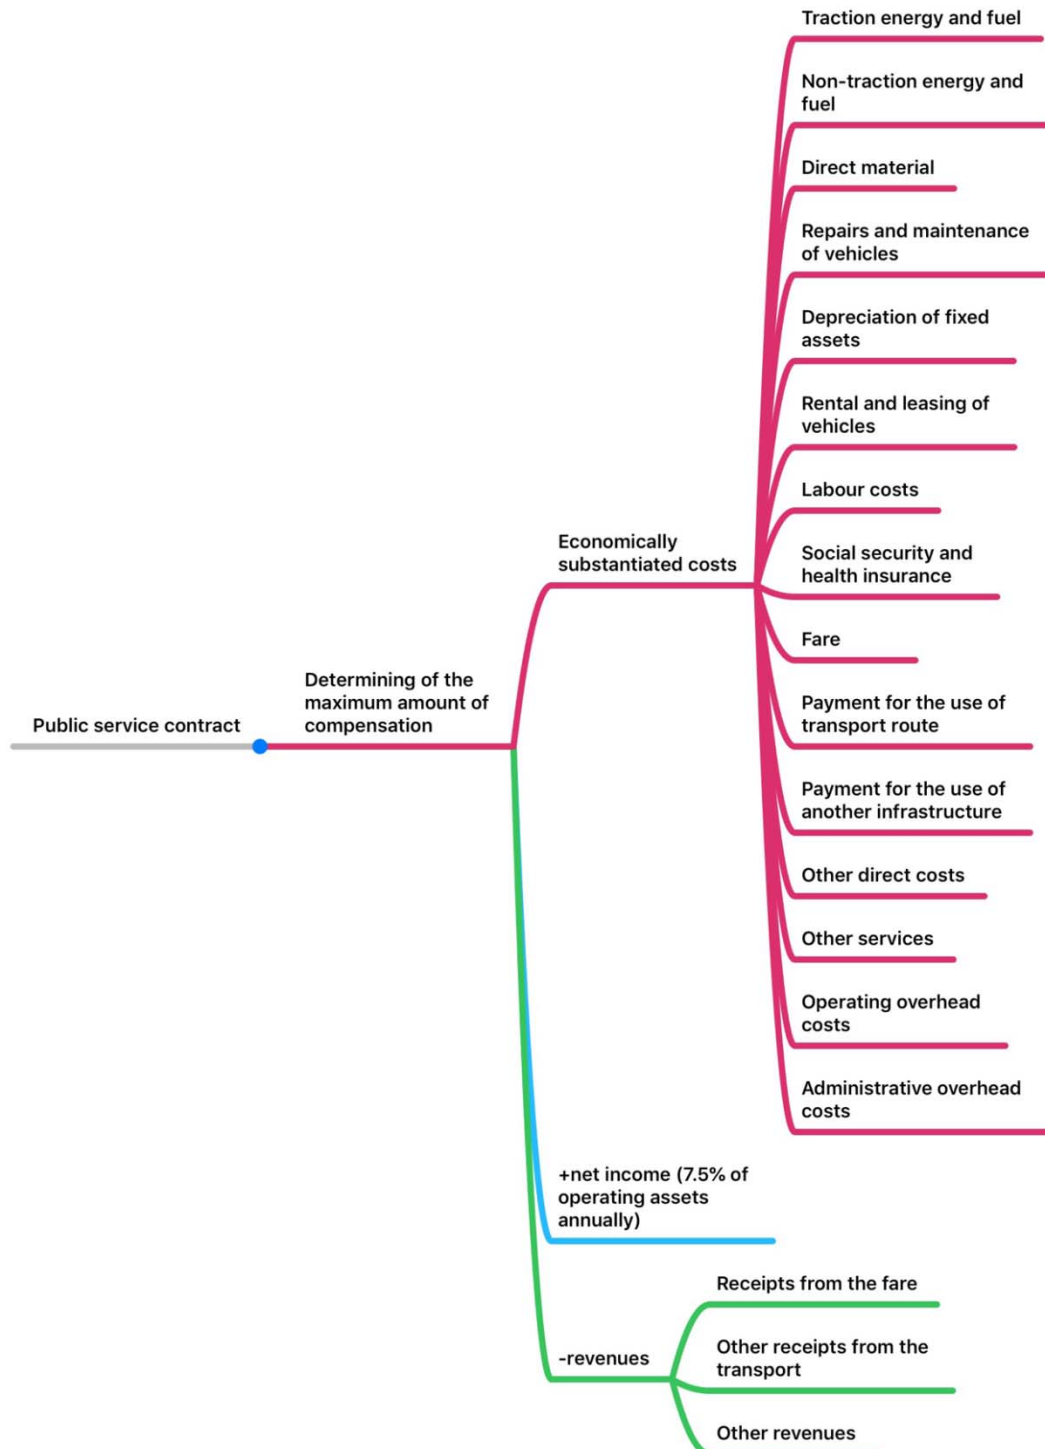 Public service contract
Determining of the
maximum amount of
compensation
Economically
substantiated costs
Traction energy and fuel
Non-traction energy and
fuel
Direct material
Repairs and maintenance
of vehicles
Depreciation of fixed
assets
Rental and leasing of
vehicles
Labour costs
Social security and
health insurance
Fare
Payment for the use of
transport route
Payment for the use of
another infrastructure
Other direct costs
Other services
Operating overhead
costs
Administrative overhead
costs
+net income (7.5% of
operating assets
annually)
-revenues
Receipts from the fare
Other receipts from the
transport
Other revenues